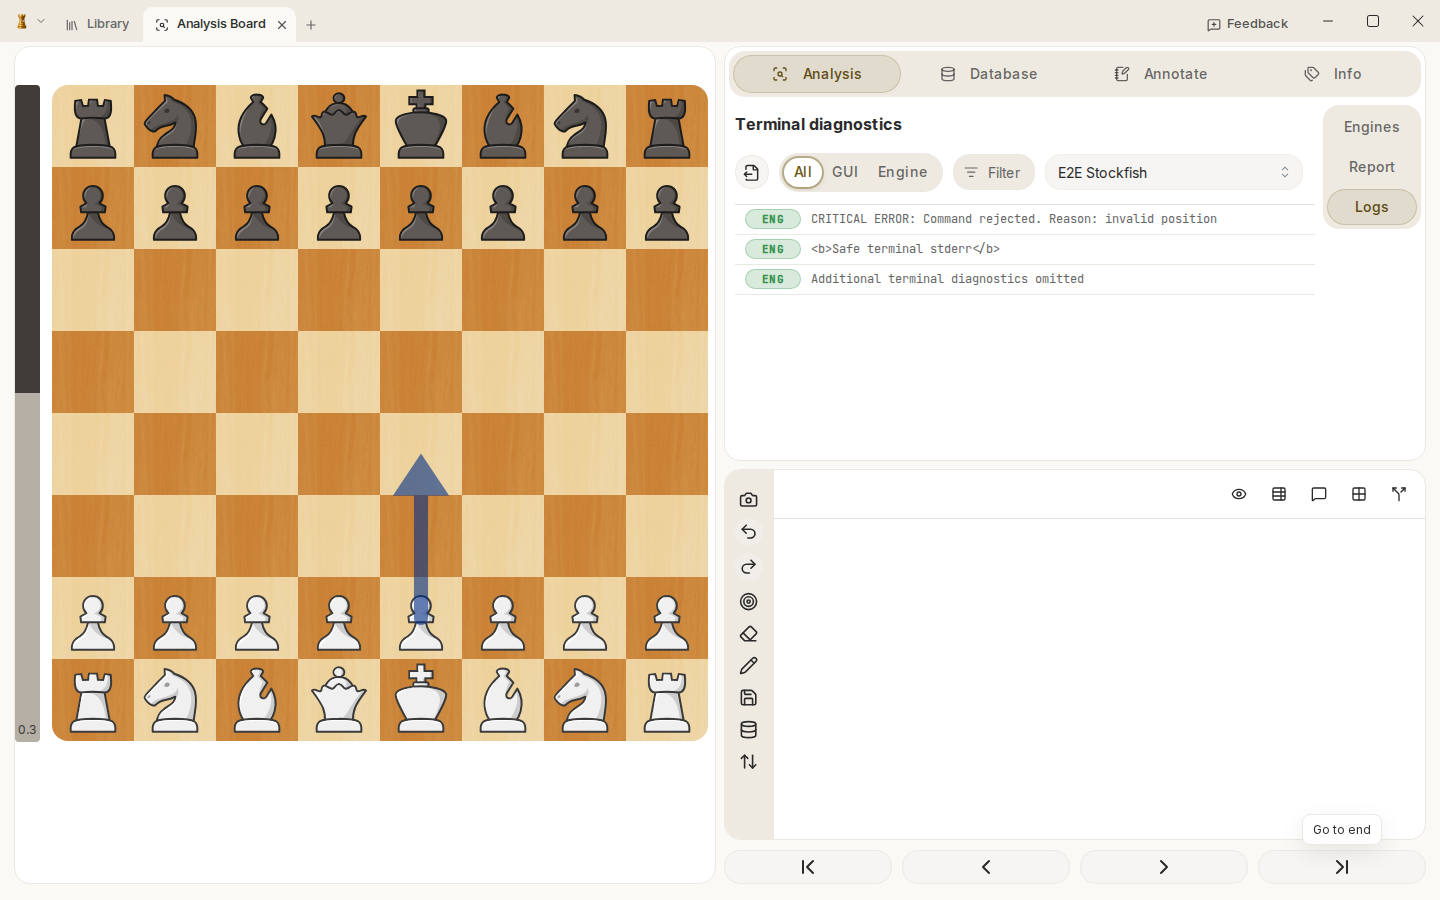 Library
Analysis Board
Feedback
Analysis
Database
Annotate
Info
Terminal diagnostics
Engines
Report
Logs
All
GUI
Engine
Filter
E2E Stockfish
ENG CRITICAL ERROR: Command rejected. Reason: invalid position
ENG <b>Safe terminal stderr</b>
ENG Additional terminal diagnostics omitted
0.3
Go to end